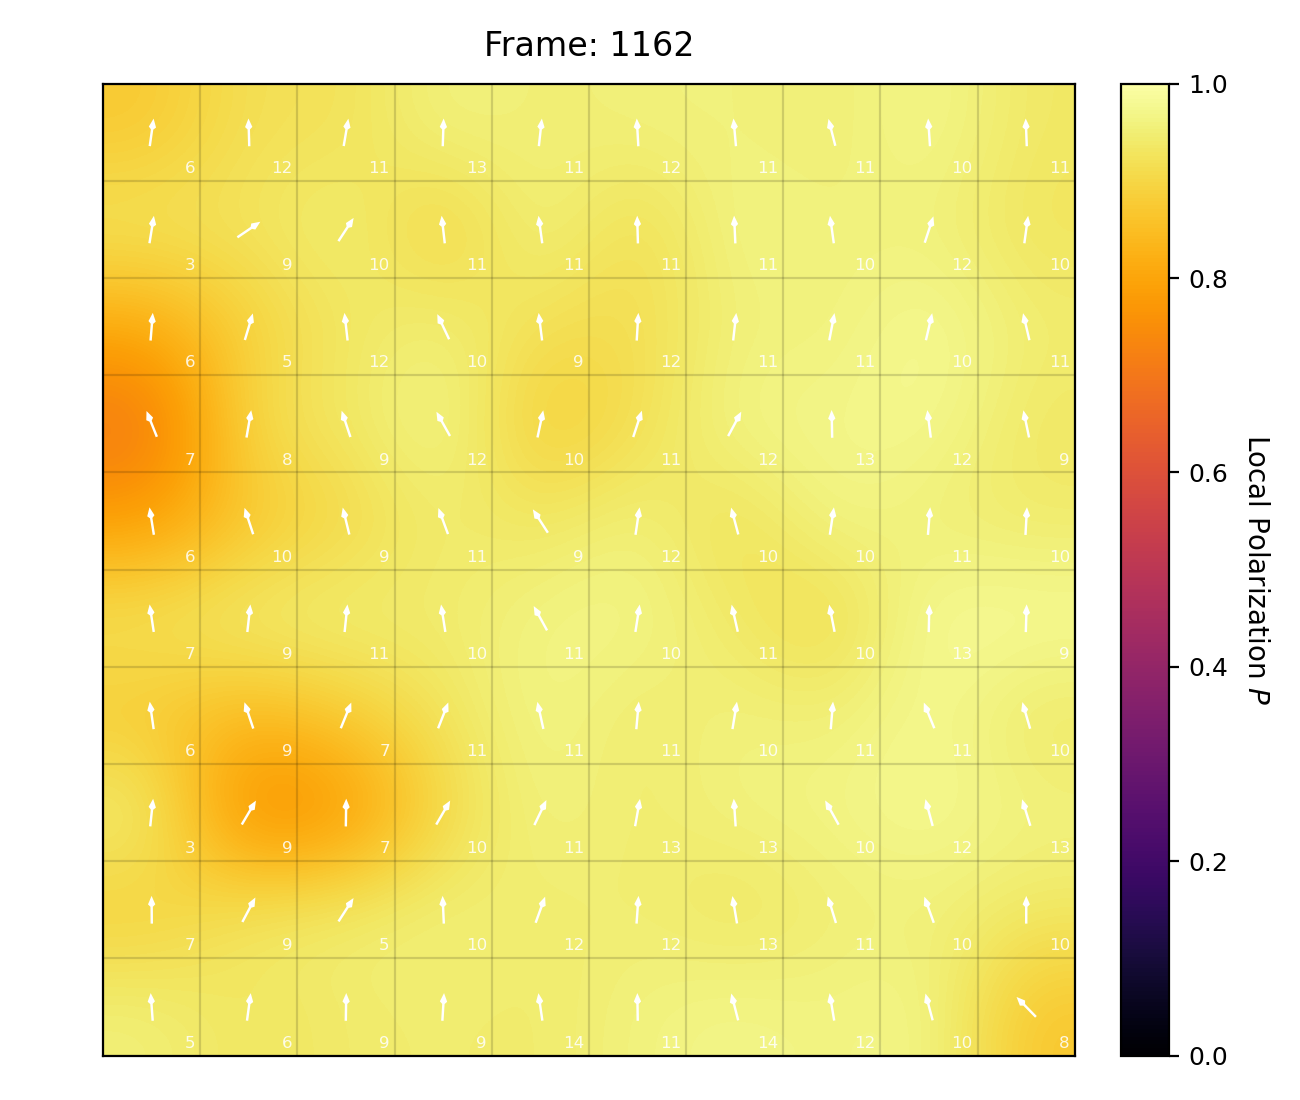 Frame: 1162
6 12 11 13 11 12 11 11 10 11
3 9 10 11 11 11 11 10 12 10
6 5 12 10 9 12 11 11 10 11
7 8 9 12 10 11 12 13 12 9
6 10 9 11 9 12 10 10 11 10
7 9 11 10 11 10 11 10 13 9
6 9 7 11 11 11 10 11 11 10
3 9 7 10 11 13 13 10 12 13
7 9 5 10 12 12 13 11 10 10
5 6 9 9 14 11 14 12 10 8
1.0
0.8
0.6
0.4
0.2
0.0
Local Polarization P